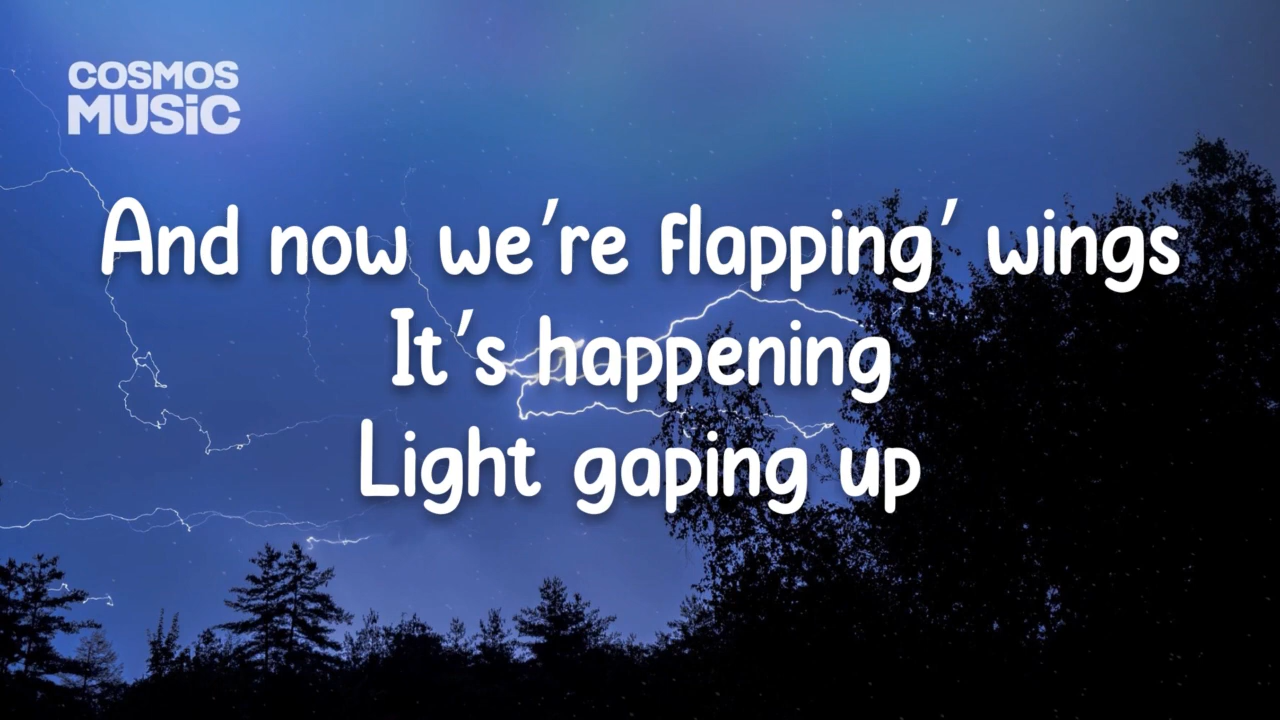 COSMOS
MUSiC
And now we're flapping' wings
It's happening
Light gaping up